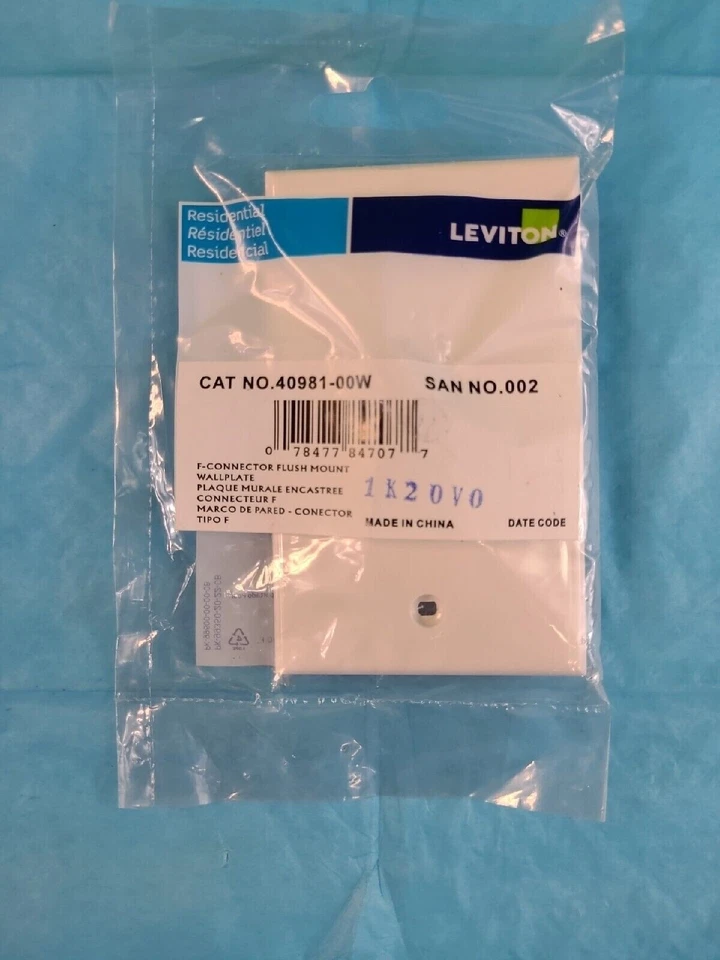 Residential
Résidentiel
Residencial
LEVITON®
CAT NO.40981-00W SAN NO.002
0 78477 84707 7
F-CONNECTOR FLUSH MOUNT
WALLPLATE
PLAQUE MURALE ENCASTREE
CONNECTEUR F
MARCO DE PARED - CONECTOR
TIPO F
1K20V0
MADE IN CHINA DATE CODE